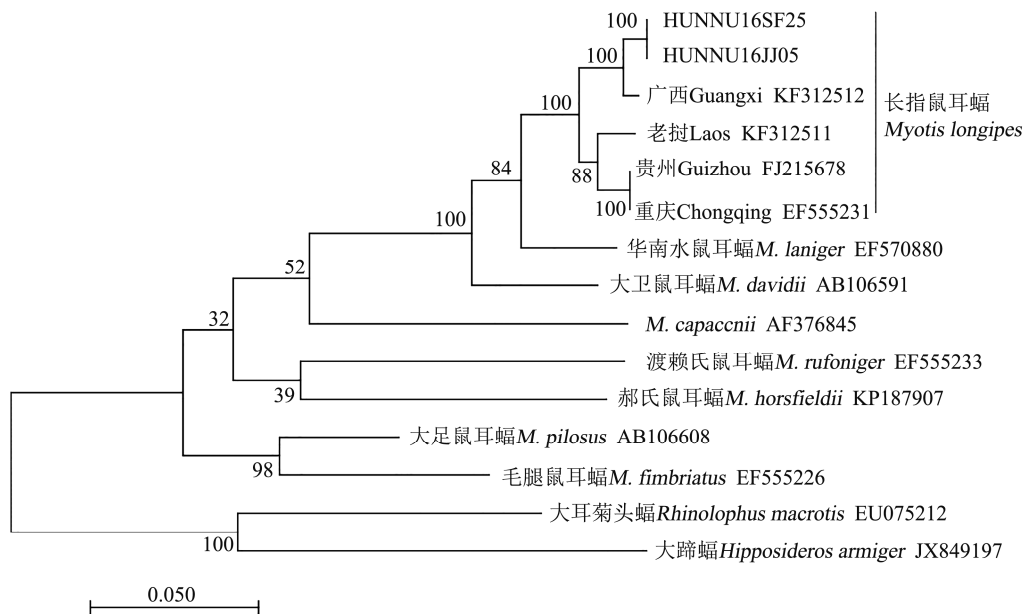 100 HUNNU16SF25
HUNNU16JJ05
100
广西Guangxi KF312512
长指鼠耳蝠
Myotis longipes
100
老挝Laos KF312511
88
贵州Guizhou FJ215678
100 重庆Chongqing EF555231
84
华南水鼠耳蝠M. laniger EF570880
100
大卫鼠耳蝠M. davidii AB106591
52
M. capaccnii AF376845
32
渡赖氏鼠耳蝠M. rufoniger EF555233
39
郝氏鼠耳蝠M. horsfieldii KP187907
大足鼠耳蝠M. pilosus AB106608
98
毛腿鼠耳蝠M. fimbriatus EF555226
大耳菊头蝠Rhinolophus macrotis EU075212
100
大蹄蝠Hipposideros armiger JX849197
0.050